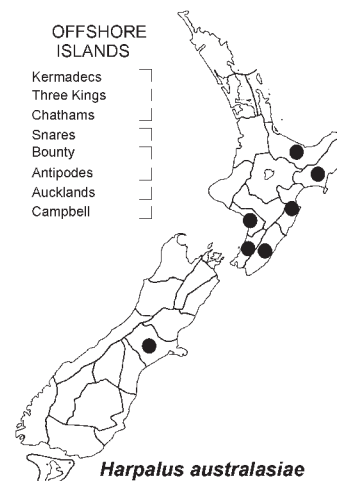 OFFSHORE
ISLANDS
Kermadecs
Three Kings
Chathams
Snares
Bounty
Antipodes
Aucklands
Campbell
Harpalus australasiae